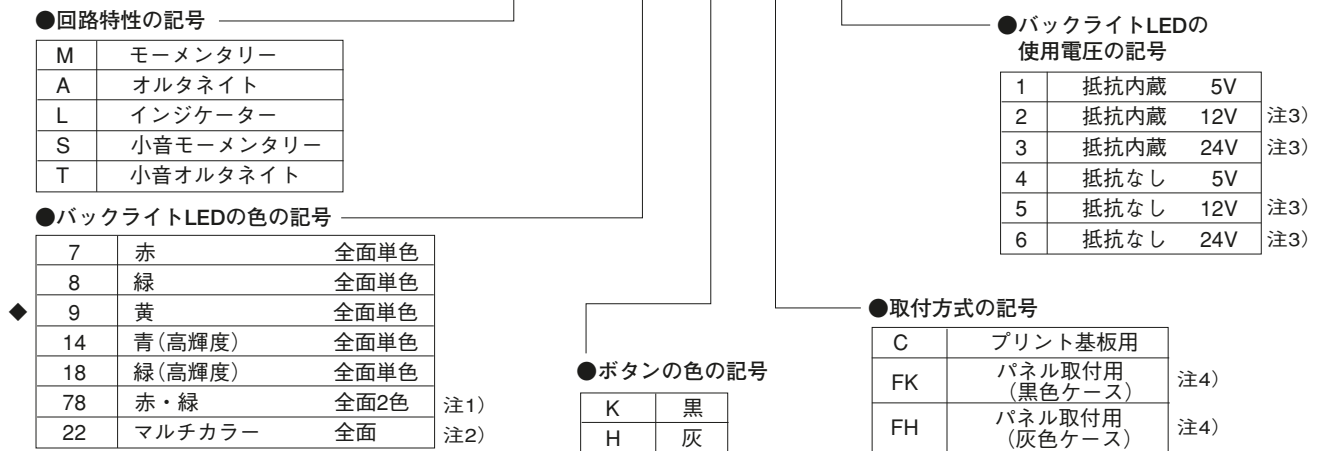 ●回路特性の記号
M モーメンタリー
A オルタネイト
L インジケーター
S 小音モーメンタリー
T 小音オルタネイト
●バックライトLEDの色の記号
7 赤 全面単色
8 緑 全面単色
◆ 9 黄 全面単色
14 青(高輝度) 全面単色
18 緑(高輝度) 全面単色
78 赤・緑 全面2色 注1)
22 マルチカラー 全面 注2)
●ボタンの色の記号
K 黒
H 灰
●バックライトLEDの
使用電圧の記号
1 抵抗内蔵 5V
2 抵抗内蔵 12V 注3)
3 抵抗内蔵 24V 注3)
4 抵抗なし 5V
5 抵抗なし 12V 注3)
6 抵抗なし 24V 注3)
●取付方式の記号
C プリント基板用
FK パネル取付用 注4)
(黒色ケース)
FH パネル取付用 注4)
(灰色ケース)